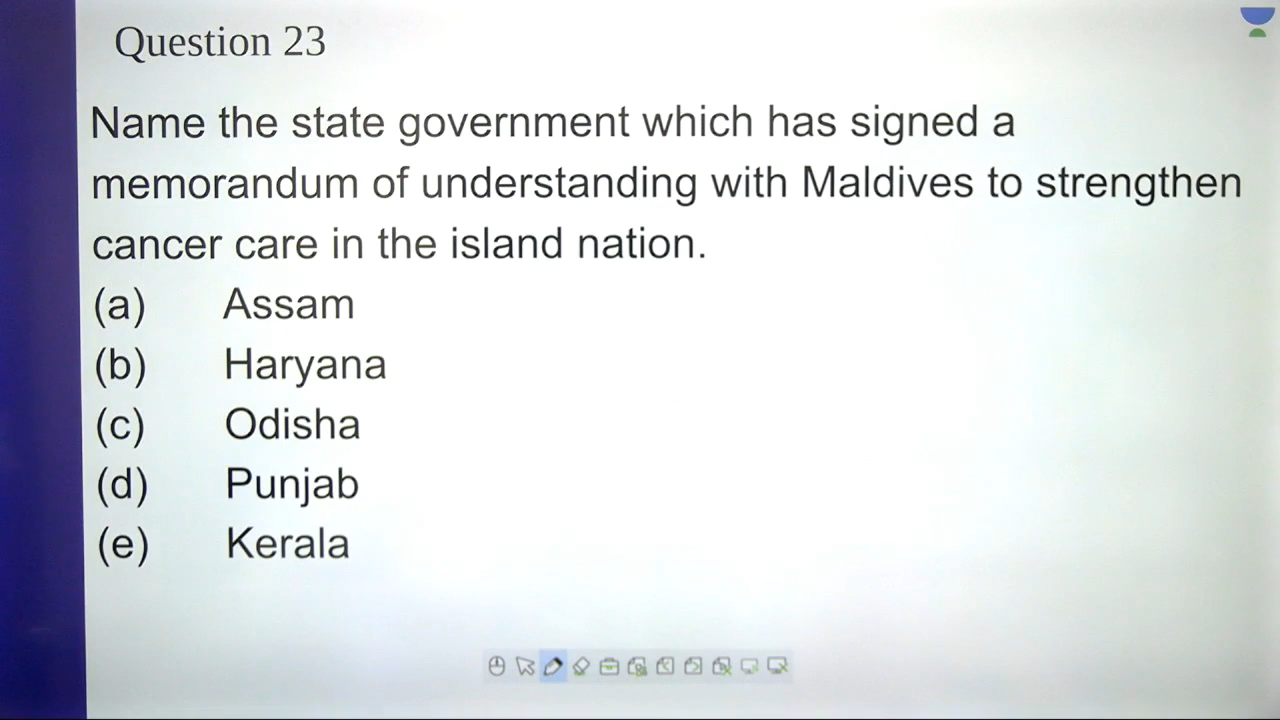 Question 23
Name the state government which has signed a
memorandum of understanding with Maldives to strengthen
cancer care in the island nation.
(a) Assam
(b) Haryana
(c) Odisha
(d) Punjab
(e) Kerala